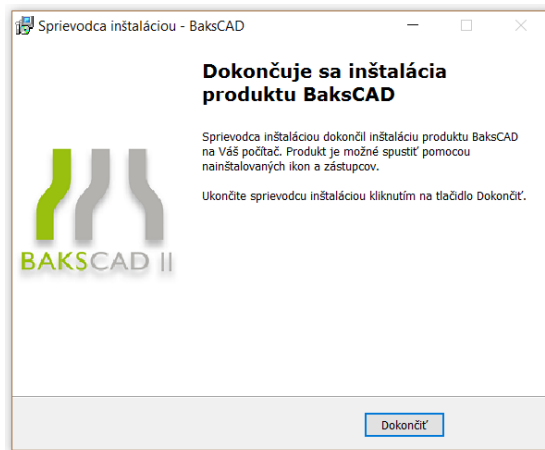 Sprievodca inštaláciou - BaksCAD
Dokončuje sa inštalácia
produktu BaksCAD
Sprievodca inštaláciou dokončil inštaláciu produktu BaksCAD
na Váš počítač. Produkt je možné spustiť pomocou
nainštalovaných ikon a zástupcov.
Ukončite sprievodcu inštaláciou kliknutím na tlačidlo Dokončiť.
BAKSCAD II
Dokončiť